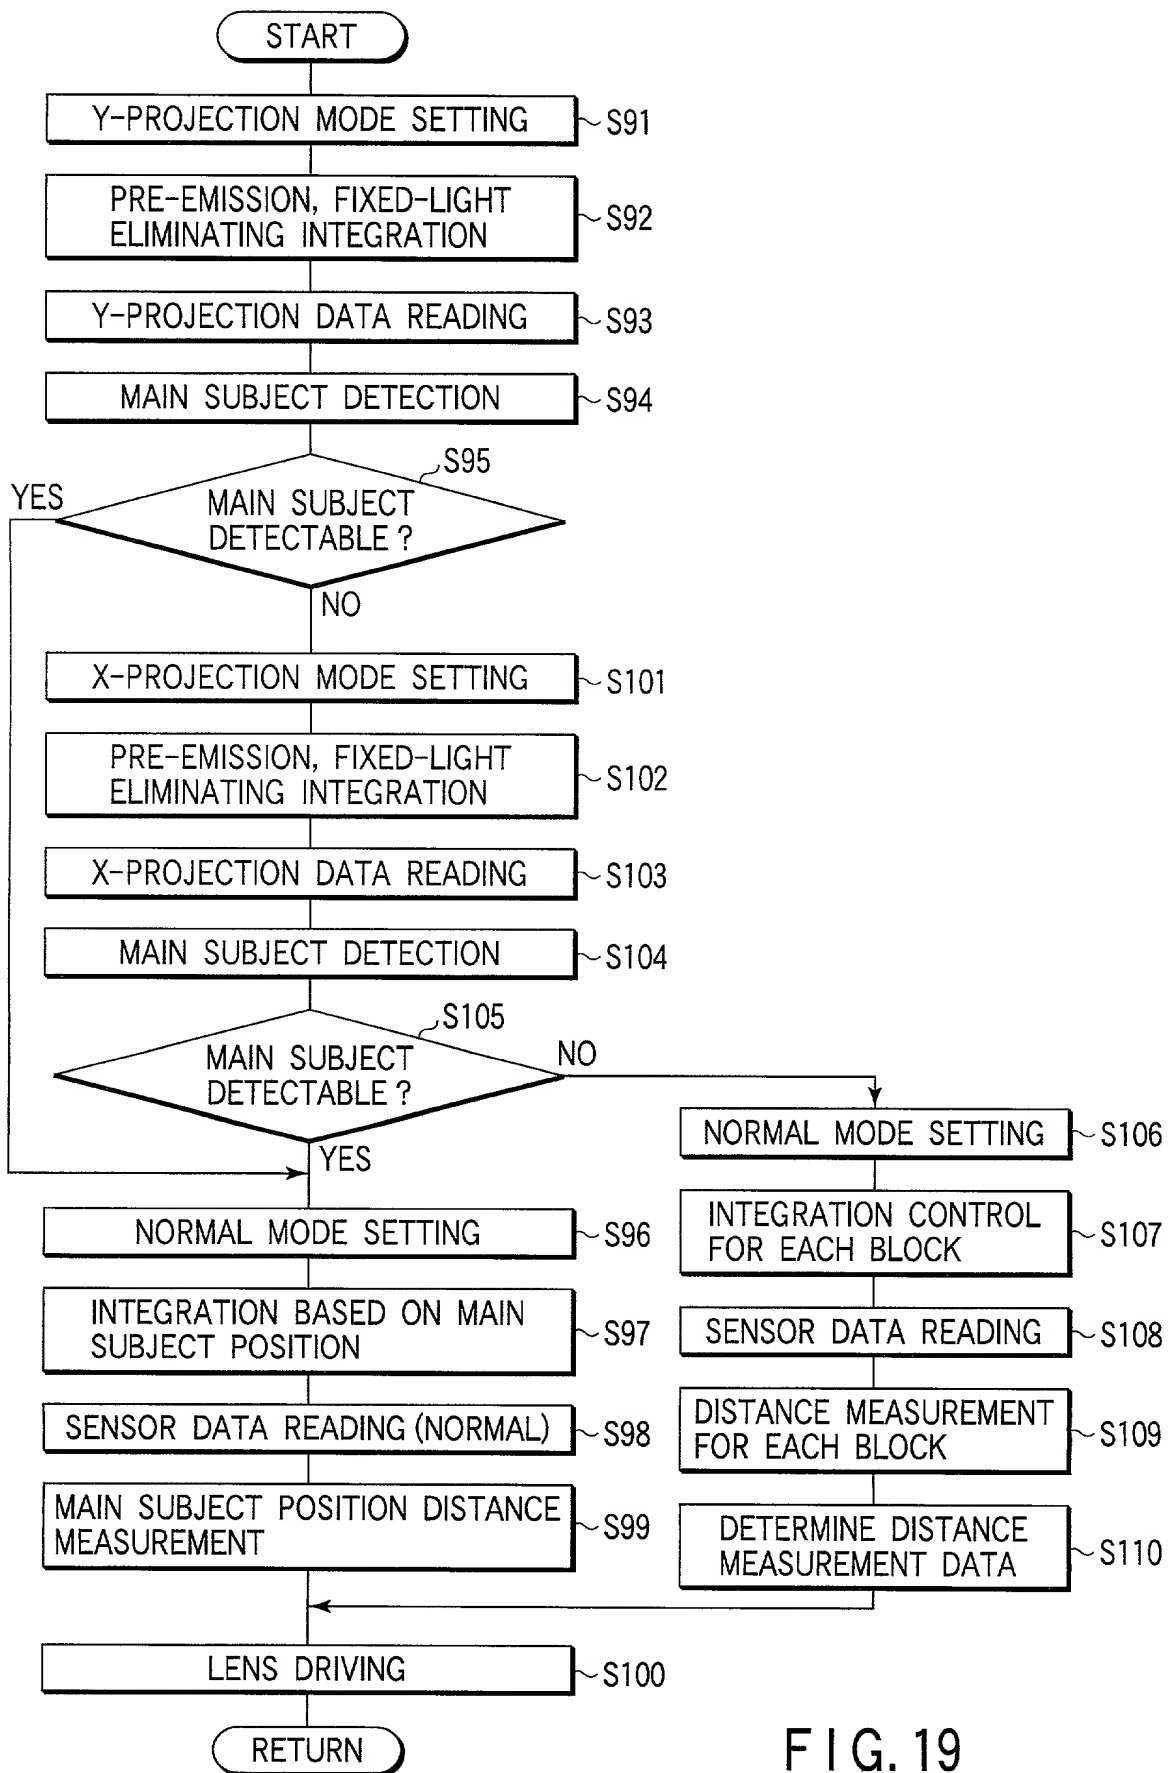 START
Y-PROJECTION MODE SETTING
S91
PRE-EMISSION, FIXED-LIGHT
ELIMINATING INTEGRATION
S92
Y-PROJECTION DATA READING
S93
MAIN SUBJECT DETECTION
S94
S95
YES
MAIN SUBJECT
DETECTABLE ?
NO
X-PROJECTION MODE SETTING
S101
PRE-EMISSION, FIXED-LIGHT
ELIMINATING INTEGRATION
S102
X-PROJECTION DATA READING
S103
MAIN SUBJECT DETECTION
S104
S105
MAIN SUBJECT
DETECTABLE ?
NO
YES
NORMAL MODE SETTING
S96
INTEGRATION BASED ON MAIN
SUBJECT POSITION
S97
SENSOR DATA READING (NORMAL)
S98
MAIN SUBJECT POSITION DISTANCE
MEASUREMENT
S99
NORMAL MODE SETTING
S106
INTEGRATION CONTROL
FOR EACH BLOCK
S107
SENSOR DATA READING
S108
DISTANCE MEASUREMENT
FOR EACH BLOCK
S109
DETERMINE DISTANCE
MEASUREMENT DATA
S110
LENS DRIVING
S100
RETURN
FIG. 19